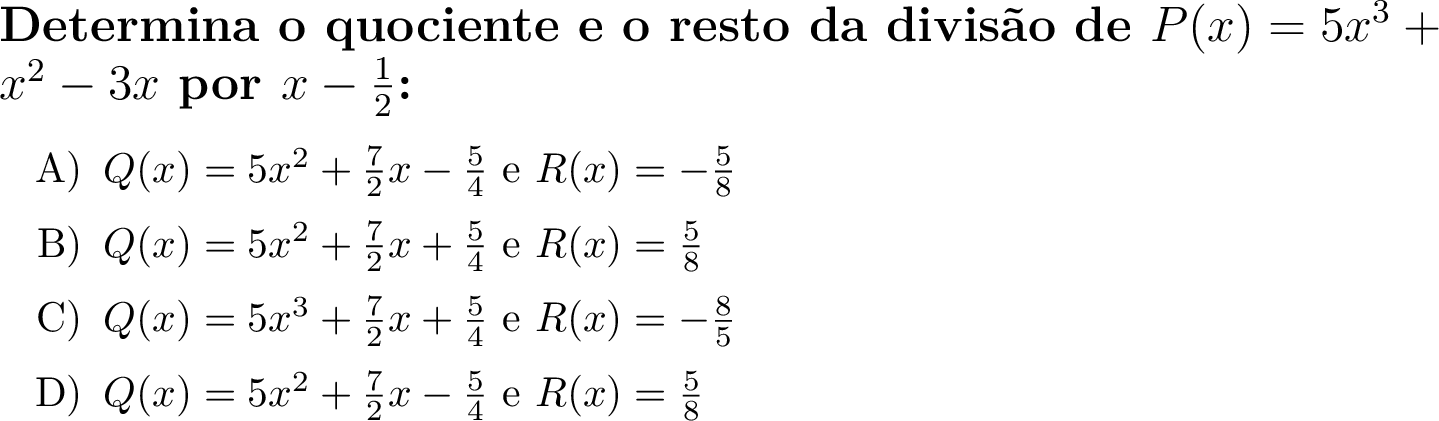 Determina o quociente e o resto da divisão de $P(x) = 5x^3 +$
$x^2 - 3x$ por $x - \frac{1}{2}$:
A) $Q(x) = 5x^2 + \frac{7}{2}x - \frac{5}{4}$ e $R(x) = -\frac{5}{8}$
B) $Q(x) = 5x^2 + \frac{7}{2}x + \frac{5}{4}$ e $R(x) = \frac{5}{8}$
C) $Q(x) = 5x^3 + \frac{7}{2}x + \frac{5}{4}$ e $R(x) = -\frac{8}{5}$
D) $Q(x) = 5x^2 + \frac{7}{2}x - \frac{5}{4}$ e $R(x) = \frac{5}{8}$